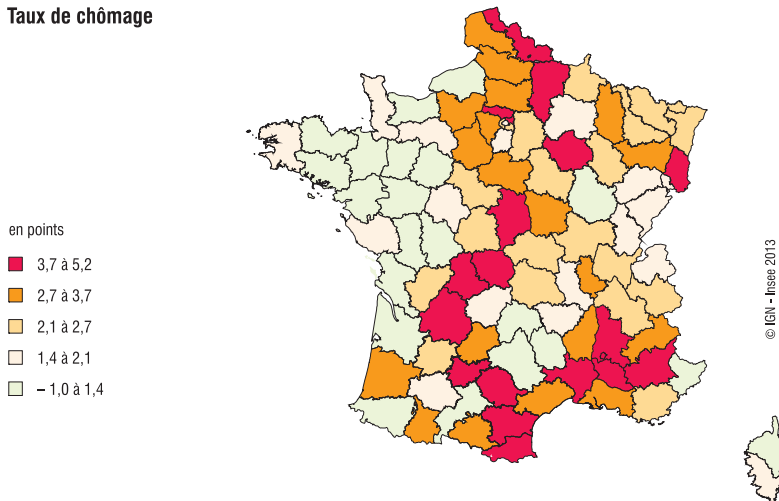 Taux de chômage
en points
3,7 à 5,2
2,7 à 3,7
2,1 à 2,7
1,4 à 2,1
– 1,0 à 1,4
© IGN - Insee 2013